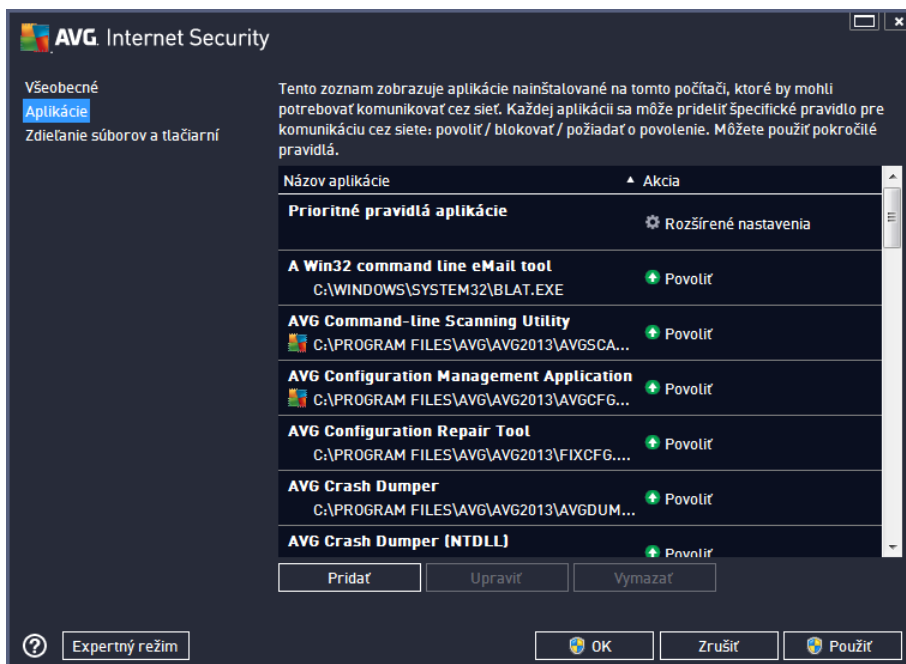 AVG. Internet Security
Všeobecné
Aplikácie
Zdieľanie súborov a tlačiarní
Tento zoznam zobrazuje aplikácie nainštalované na tomto počítači, ktoré by mohli
potrebovať komunikovať cez sieť. Každej aplikácii sa môže prideliť špecifické pravidlo pre
komunikáciu cez siete: povoliť / blokovať / požiadať o povolenie. Môžete použiť pokročilé
pravidlá.
Názov aplikácie Akcia
Prioritné pravidlá aplikácie
Rozšírené nastavenia
A Win32 command line eMail tool
C:\WINDOWS\SYSTEM32\BLAT.EXE
Povoliť
AVG Command-line Scanning Utility
C:\PROGRAM FILES\AVG\AVG2013\AVGSCA...
Povoliť
AVG Configuration Management Application
C:\PROGRAM FILES\AVG\AVG2013\AVGCFG...
Povoliť
AVG Configuration Repair Tool
C:\PROGRAM FILES\AVG\AVG2013\FIXCFG....
Povoliť
AVG Crash Dumper
C:\PROGRAM FILES\AVG\AVG2013\AVGDUM...
Povoliť
AVG Crash Dumper (NTDLL)
Povoliť
Pridať Upraviť Vymazať
? Expertný režim OK Zrušiť Použiť